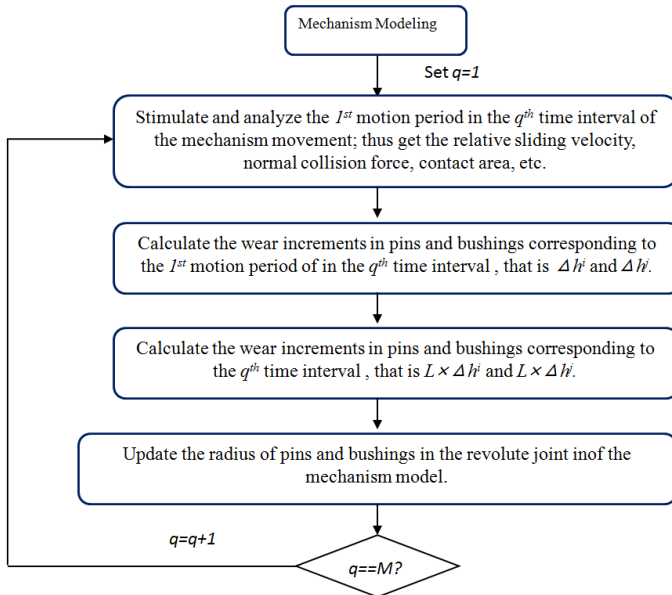 Mechanism Modeling
Set q=1
Stimulate and analyze the 1st motion period in the qth time interval of
the mechanism movement; thus get the relative sliding velocity,
normal collision force, contact area, etc.
Calculate the wear increments in pins and bushings corresponding to
the 1st motion period of in the qth time interval , that is Δhi and Δhj.
Calculate the wear increments in pins and bushings corresponding to
the qth time interval , that is L×Δhi and L×Δhj.
Update the radius of pins and bushings in the revolute joint inof the
mechanism model.
q=q+1
q==M?